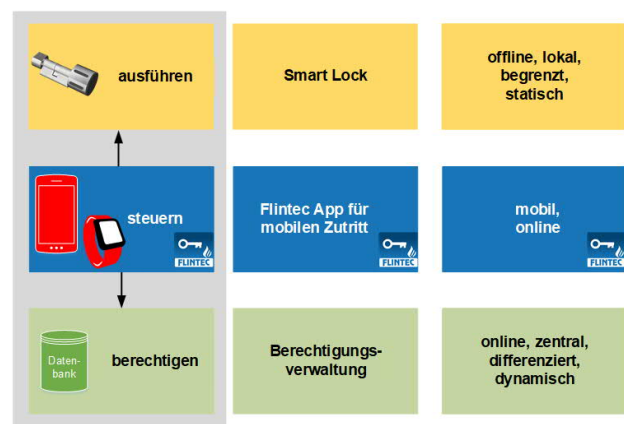 ausführen
Smart Lock
offline, lokal,
begrenzt,
statisch
steuern
FLINTEC
Flintec App für
mobilen Zutritt
FLINTEC
mobil,
online
FLINTEC
Daten-
bank
berechtigen
Berechtigungs-
verwaltung
online, zentral,
differenziert,
dynamisch